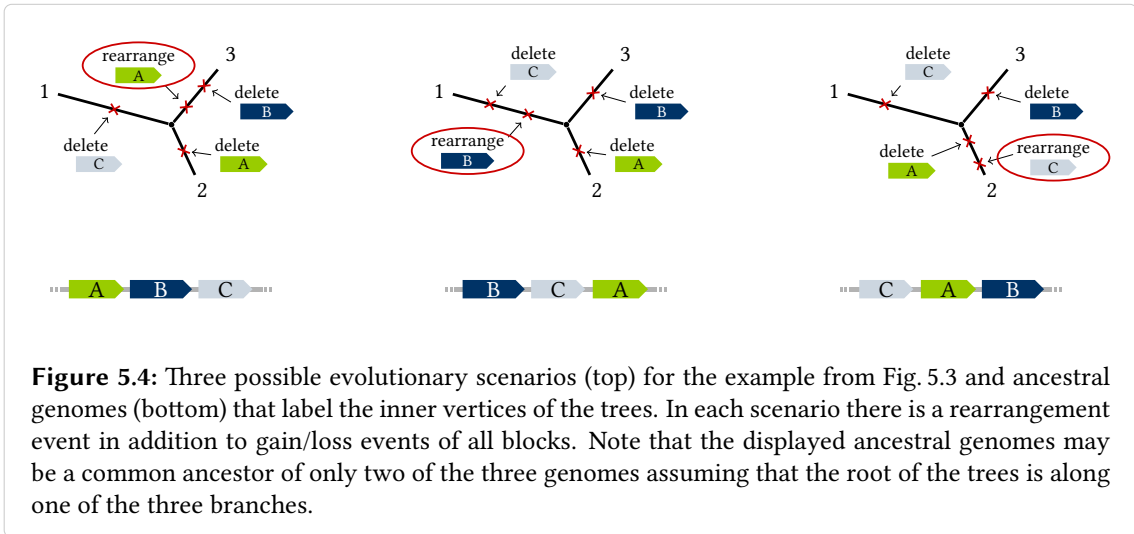 rearrange
A
3
delete
B
1
delete
C
delete
A
2
delete
C
3
1
delete
B
rearrange
B
delete
A
2
delete
C
3
1
delete
B
delete
A
rearrange
C
2
A B C
B C A
C A B
Figure 5.4: Three possible evolutionary scenarios (top) for the example from Fig. 5.3 and ancestral
genomes (bottom) that label the inner vertices of the trees. In each scenario there is a rearrangement
event in addition to gain/loss events of all blocks. Note that the displayed ancestral genomes may
be a common ancestor of only two of the three genomes assuming that the root of the trees is along
one of the three branches.